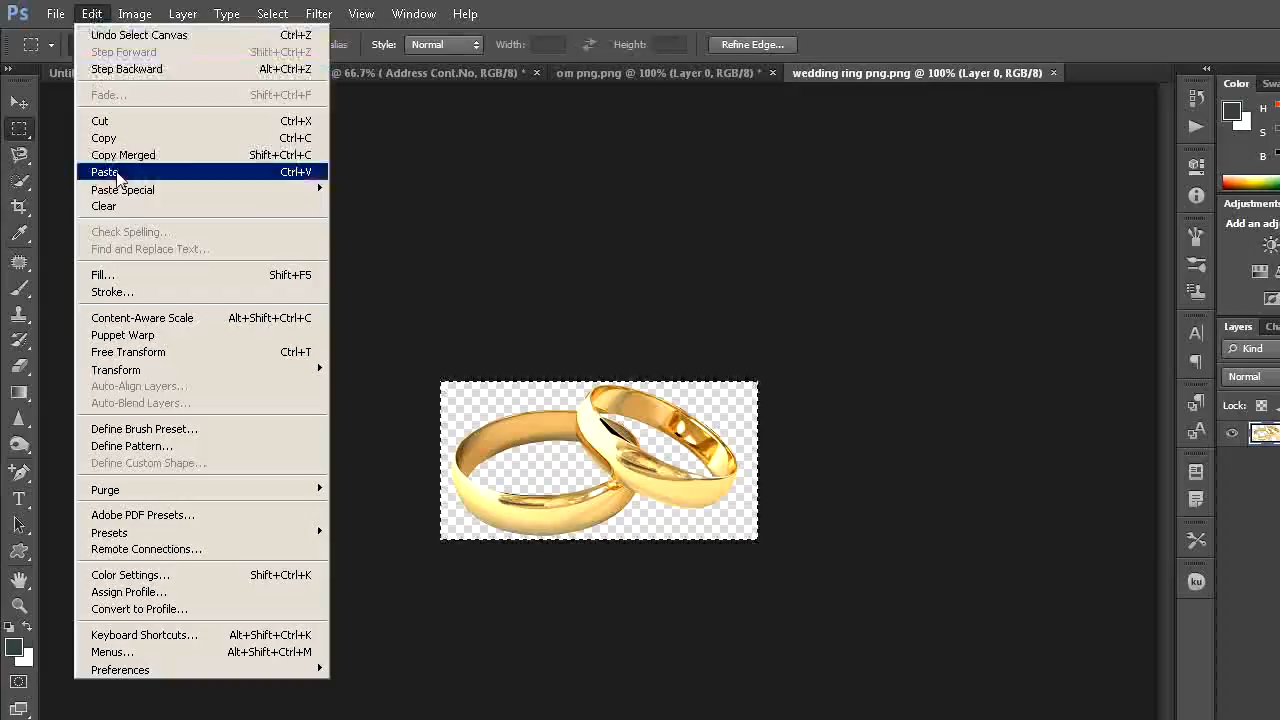 Ps File Edit Image Layer Type Select Filter View Window Help
Style: Normal Width: Height: Refine Edge...
@ 66.7% ( Address Cont.No, RGB/8) * om png.png @ 100% (Layer 0, RGB/8) * wedding ring png.png @ 100% (Layer 0, RGB/8)
Undo Select Canvas Ctrl+Z
Step Forward Shift+Ctrl+Z
Step Backward Alt+Ctrl+Z
Fade... Shift+Ctrl+F
Cut Ctrl+X
Copy Ctrl+C
Copy Merged Shift+Ctrl+C
Paste Ctrl+V
Paste Special
Clear
Check Spelling...
Find and Replace Text...
Fill... Shift+F5
Stroke...
Content-Aware Scale Alt+Shift+Ctrl+C
Puppet Warp
Free Transform Ctrl+T
Transform
Auto-Align Layers...
Auto-Blend Layers...
Define Brush Preset...
Define Pattern...
Define Custom Shape...
Purge
Adobe PDF Presets...
Presets
Remote Connections...
Color Settings... Shift+Ctrl+K
Assign Profile...
Convert to Profile...
Keyboard Shortcuts... Alt+Shift+Ctrl+K
Menus... Alt+Shift+Ctrl+M
Preferences
Color
H
S
B
Adjustments
Add an
Layers
Kind
Normal
Lock:
ku